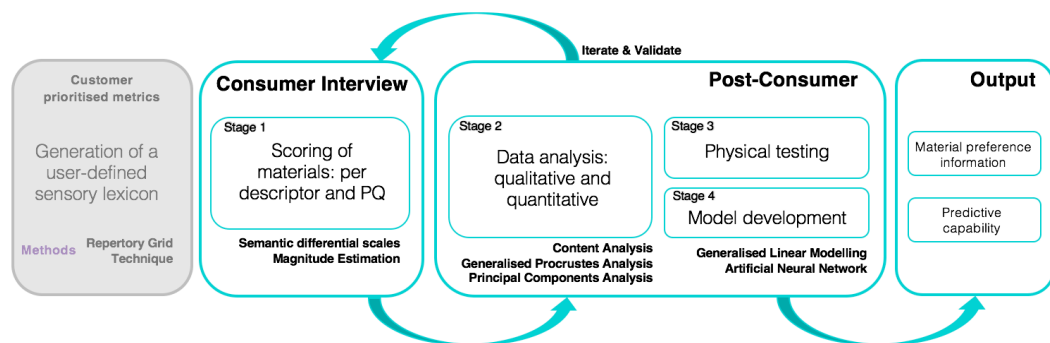 Iterate & Validate
Customer
prioritised metrics
Generation of a
user-defined
sensory lexicon
Methods
Repertory Grid
Technique
Consumer Interview
Stage 1
Scoring of
materials: per
descriptor and PQ
Semantic differential scales
Magnitude Estimation
Post-Consumer
Stage 2
Data analysis:
qualitative and
quantitative
Content Analysis
Generalised Procrustes Analysis
Principal Components Analysis
Stage 3
Physical testing
Stage 4
Model development
Generalised Linear Modelling
Artificial Neural Network
Output
Material preference
information
Predictive
capability